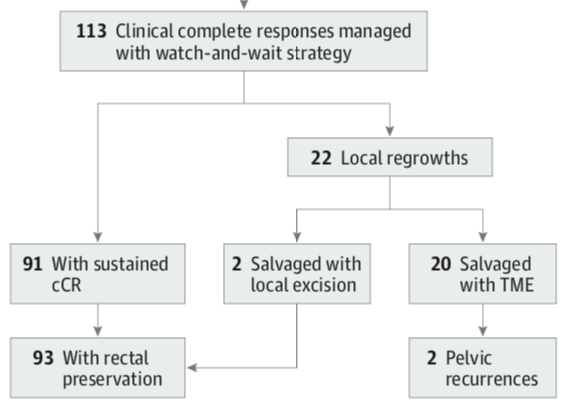 113 Clinical complete responses managed
with watch-and-wait strategy
22 Local regrowths
91 With sustained
cCR
2 Salvaged with
local excision
20 Salvaged
with TME
93 With rectal
preservation
2 Pelvic
recurrences